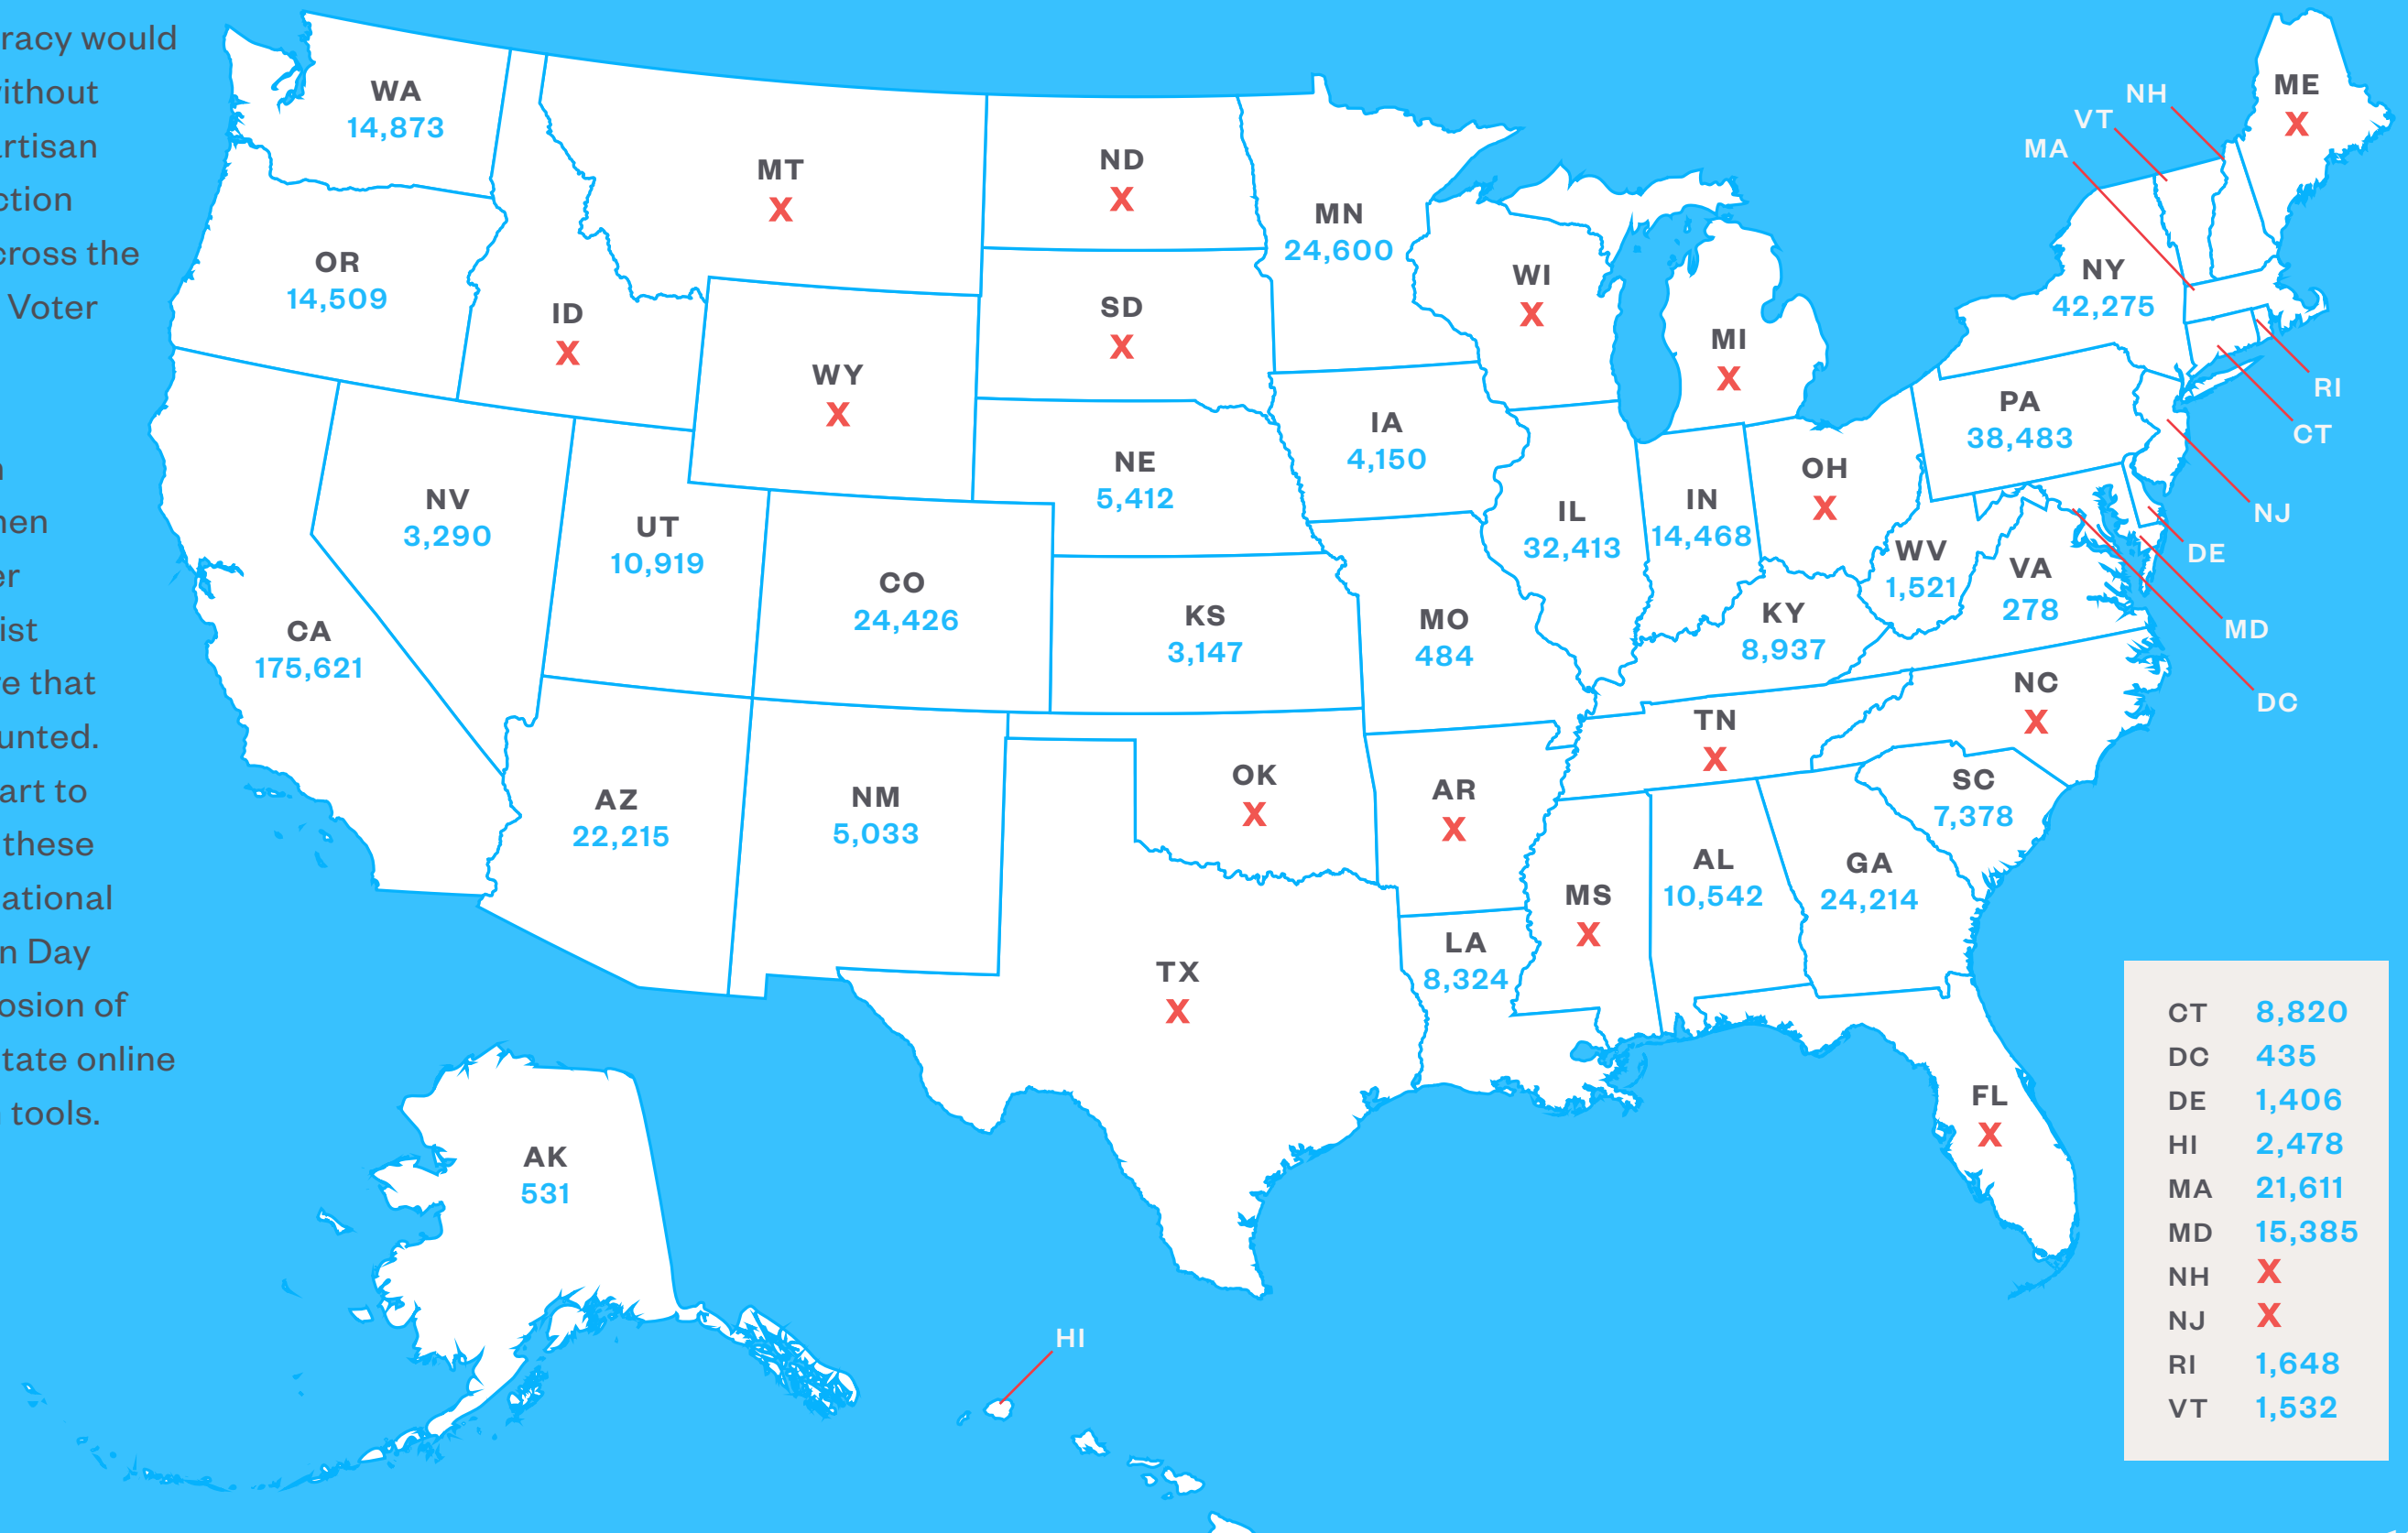 racy would
vithout
artisan
ction
cross the
Voter
n
hen
er
ist
e that
unted.
art to
these
ational
n Day
osion of
tate online
tools.
WA
14,873
OR
14,509
CA
175,621
NV
3,290
ID
X
MT
X
WY
X
UT
10,919
CO
24,426
AZ
22,215
NM
5,033
ND
X
SD
X
NE
5,412
KS
3,147
OK
X
TX
X
MN
24,600
IA
4,150
MO
484
AR
X
LA
8,324
WI
X
IL
32,413
MI
X
IN
14,468
OH
X
KY
8,937
TN
X
MS
X
AL
10,542
GA
24,214
FL
X
SC
7,378
NC
X
VA
278
WV
1,521
PA
38,483
NY
42,275
ME
X
NH
VT
MA
RI
CT
NJ
DE
MD
DC
AK
531
HI
CT 8,820
DC 435
DE 1,406
HI 2,478
MA 21,611
MD 15,385
NH X
NJ X
RI 1,648
VT 1,532